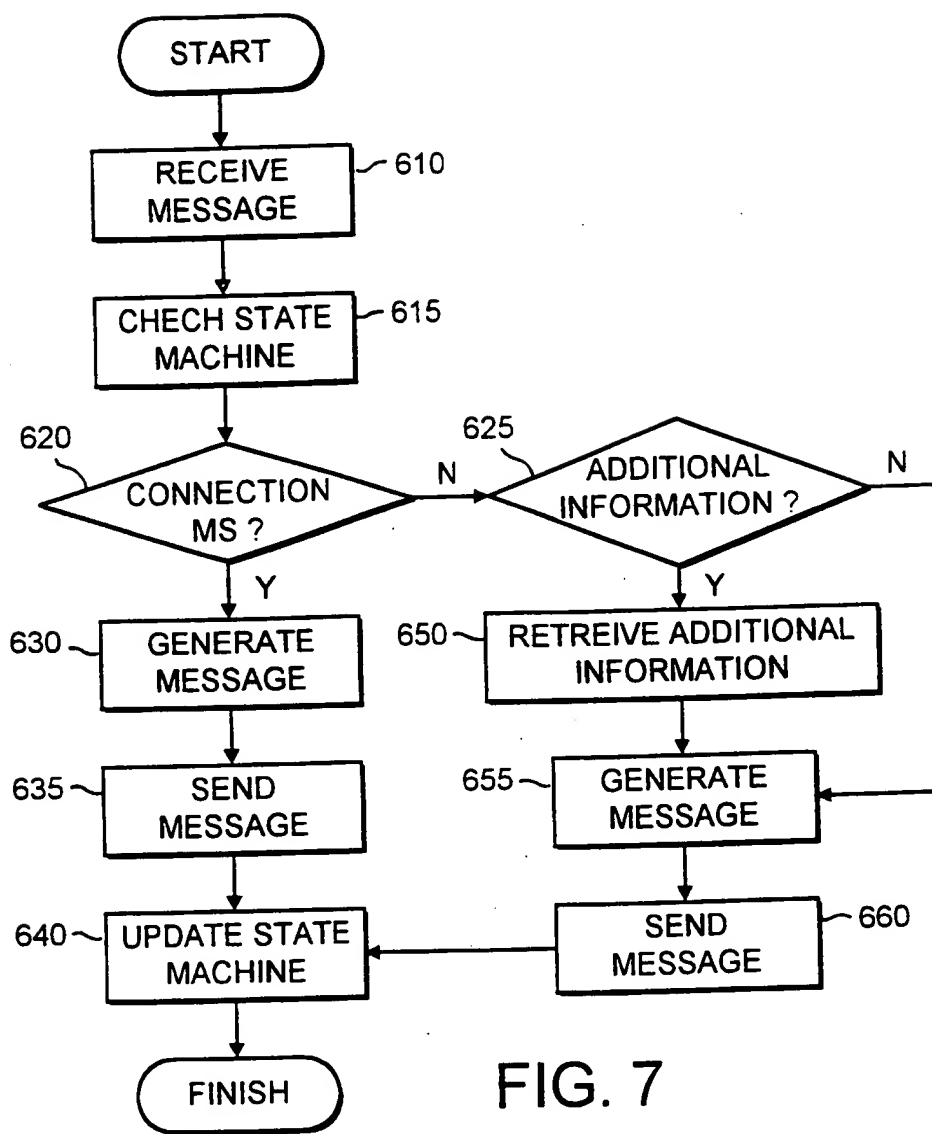 START
RECEIVE
MESSAGE
610
CHECH STATE
MACHINE
615
620
CONNECTION
MS ?
N
Y
625
ADDITIONAL
INFORMATION ?
N
Y
630
GENERATE
MESSAGE
650
RETREIVE ADDITIONAL
INFORMATION
635
SEND
MESSAGE
655
GENERATE
MESSAGE
640
UPDATE STATE
MACHINE
SEND
MESSAGE
660
FINISH
FIG. 7